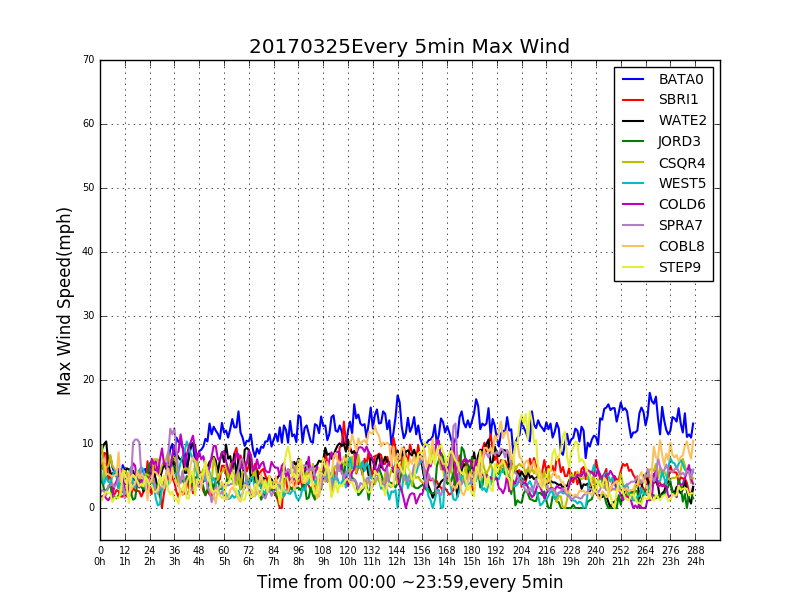 20170325Every 5min Max Wind
70
60
50
40
30
20
10
0
Max Wind Speed(mph)
BATA0
SBRI1
WATE2
JORD3
CSQR4
WEST5
COLD6
SPRA7
COBL8
STEP9
0 12 24 36 48 60 72 84 96 108 120 132 144 156 168 180 192 204 216 228 240 252 264 276 288
0h 1h 2h 3h 4h 5h 6h 7h 8h 9h 10h 11h 12h 13h 14h 15h 16h 17h 18h 19h 20h 21h 22h 23h 24h
Time from 00:00 ~23:59,every 5min